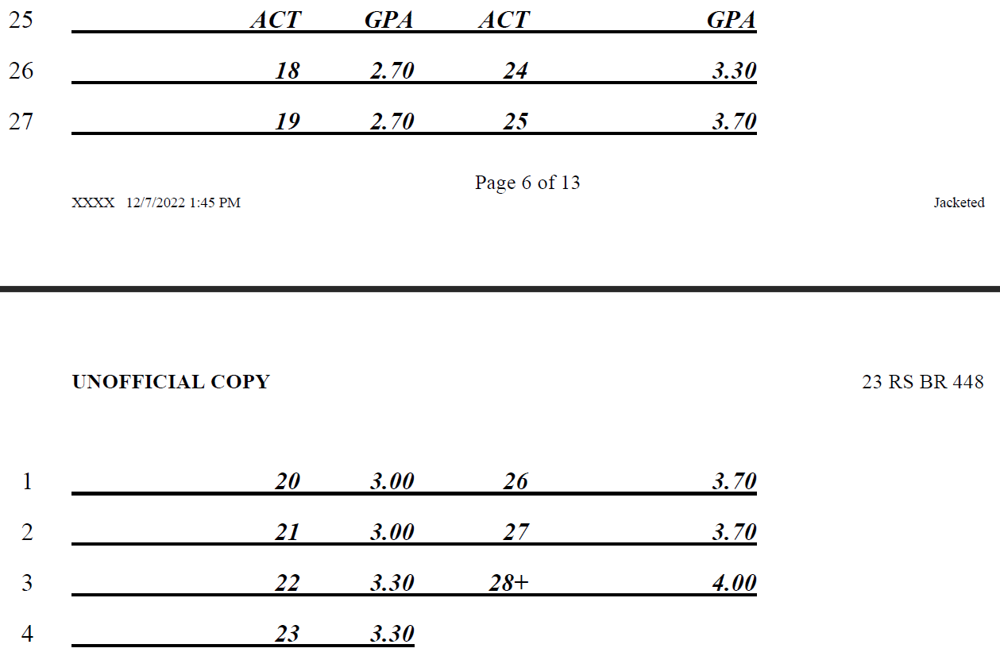 25 ACT GPA ACT GPA
26 18 2.70 24 3.30
27 19 2.70 25 3.70
Page 6 of 13
XXXX 12/7/2022 1:45 PM Jacketed
UNOFFICIAL COPY 23 RS BR 448
1 20 3.00 26 3.70
2 21 3.00 27 3.70
3 22 3.30 28+ 4.00
4 23 3.30